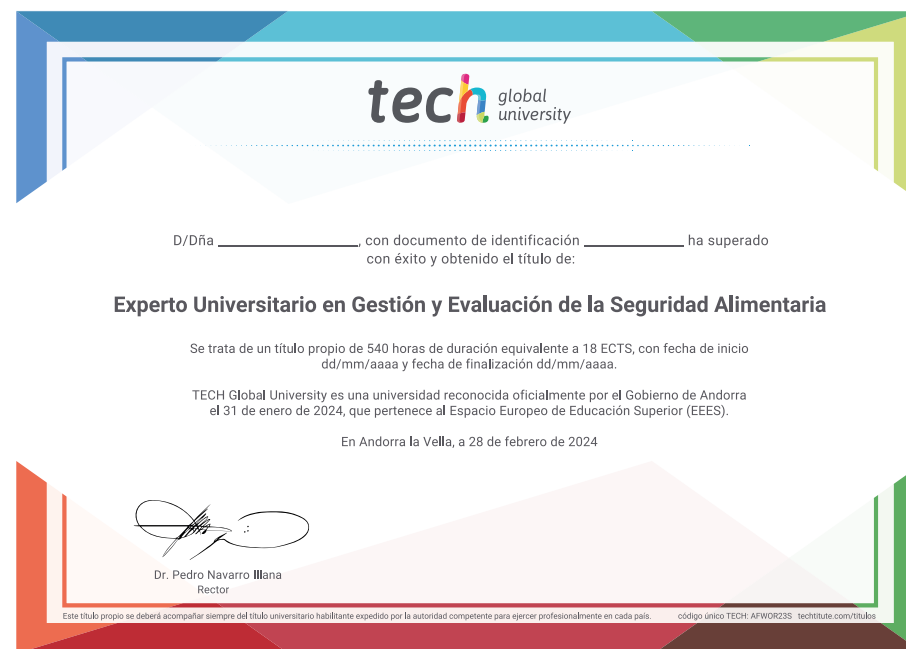 tech global university
D/Dña ____________, con documento de identificación ____________ ha superado
con éxito y obtenido el título de:
Experto Universitario en Gestión y Evaluación de la Seguridad Alimentaria
Se trata de un título propio de 540 horas de duración equivalente a 18 ECTS, con fecha de inicio
dd/mm/aaaa y fecha de finalización dd/mm/aaaa.
TECH Global University es una universidad reconocida oficialmente por el Gobierno de Andorra
el 31 de enero de 2024, que pertenece al Espacio Europeo de Educación Superior (EEES).
En Andorra la Vella, a 28 de febrero de 2024
Dr. Pedro Navarro Illana
Rector
Este título propio se deberá acompañar siempre del título universitario habilitante expedido por la autoridad competente para ejercer profesionalmente en cada país. código único TECH: AFWOR23S techtitute.com/titulos